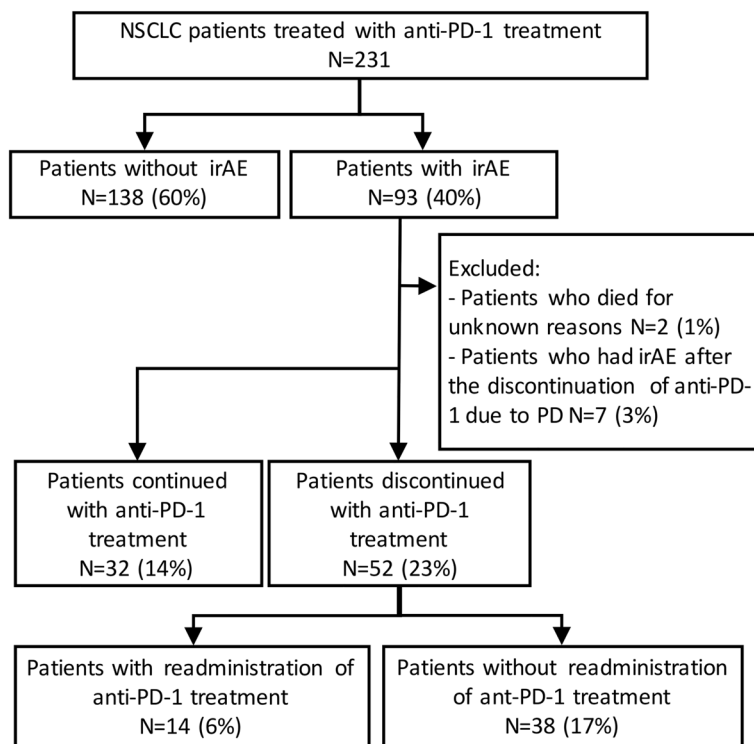 NSCLC patients treated with anti-PD-1 treatment
N=231
Patients without irAE
N=138 (60%)
Patients with irAE
N=93 (40%)
Excluded:
- Patients who died for
unknown reasons N=2 (1%)
- Patients who had irAE after
the discontinuation of anti-PD-
1 due to PD N=7 (3%)
Patients continued
with anti-PD-1
treatment
N=32 (14%)
Patients discontinued
with anti-PD-1
treatment
N=52 (23%)
Patients with readministration of
anti-PD-1 treatment
N=14 (6%)
Patients without readministration
of ant-PD-1 treatment
N=38 (17%)